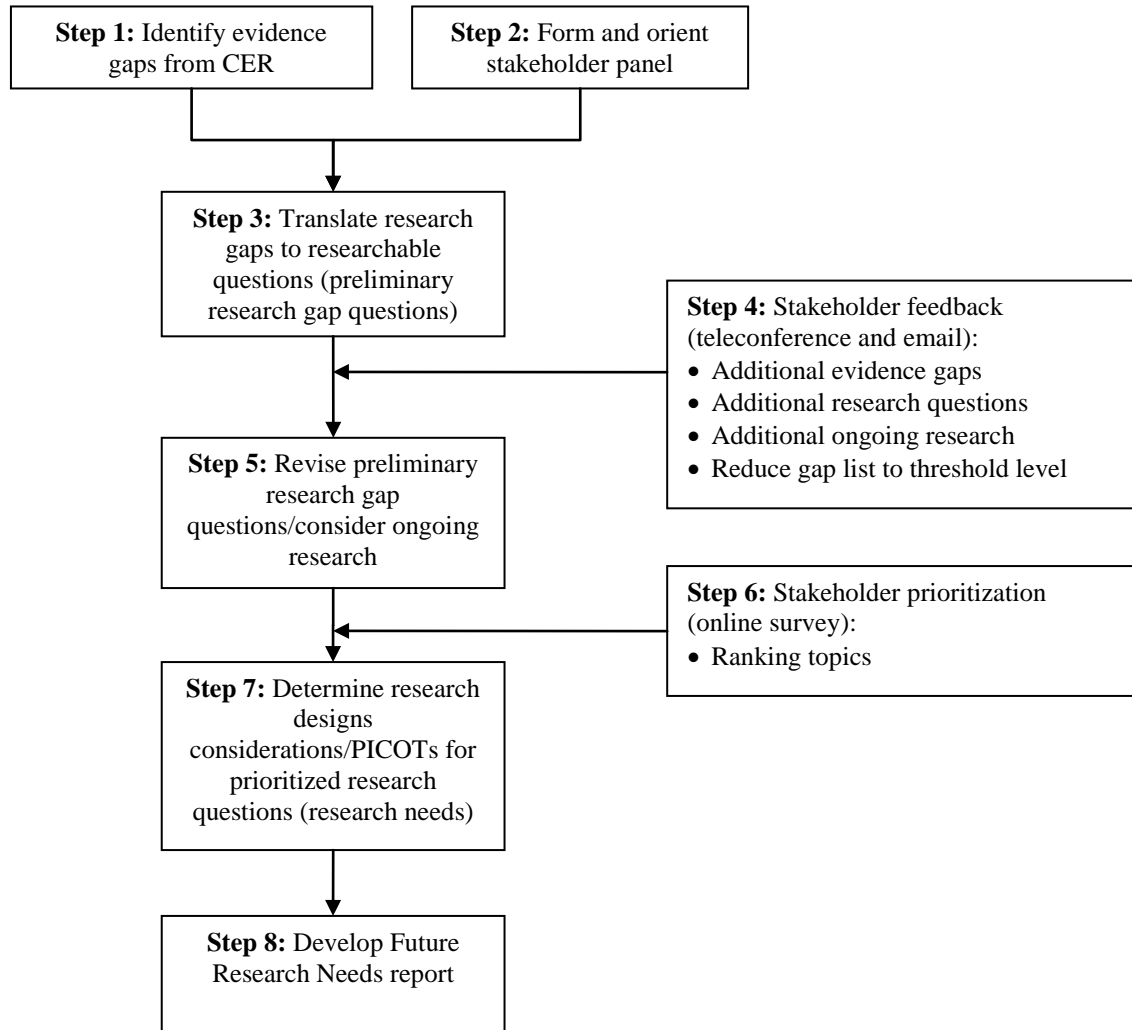 Step 1: Identify evidence
gaps from CER
Step 2: Form and orient
stakeholder panel
Step 3: Translate research
gaps to researchable
questions (preliminary
research gap questions)
Step 4: Stakeholder feedback
(teleconference and email):
• Additional evidence gaps
• Additional research questions
• Additional ongoing research
• Reduce gap list to threshold level
Step 5: Revise preliminary
research gap
questions/consider ongoing
research
Step 6: Stakeholder prioritization
(online survey):
• Ranking topics
Step 7: Determine research
designs
considerations/PICOTs for
prioritized research
questions (research needs)
Step 8: Develop Future
Research Needs report